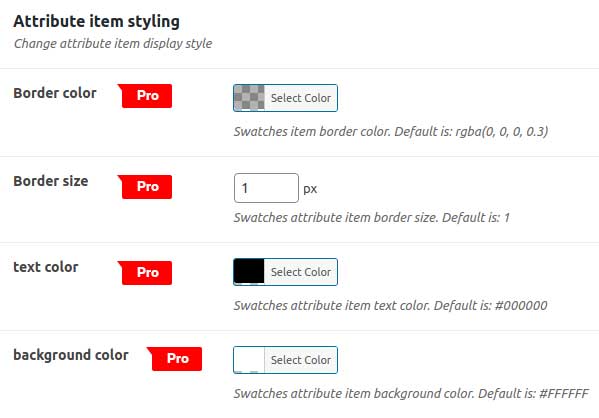 Attribute item styling
Change attribute item display style
Border color Pro Select Color
Swatches item border color. Default is: rgba(0, 0, 0, 0.3)
Border size Pro 1 px
Swatches attribute item border size. Default is: 1
text color Pro Select Color
Swatches attribute item text color. Default is: #000000
background color Pro Select Color
Swatches attribute item background color. Default is: #FFFFFF